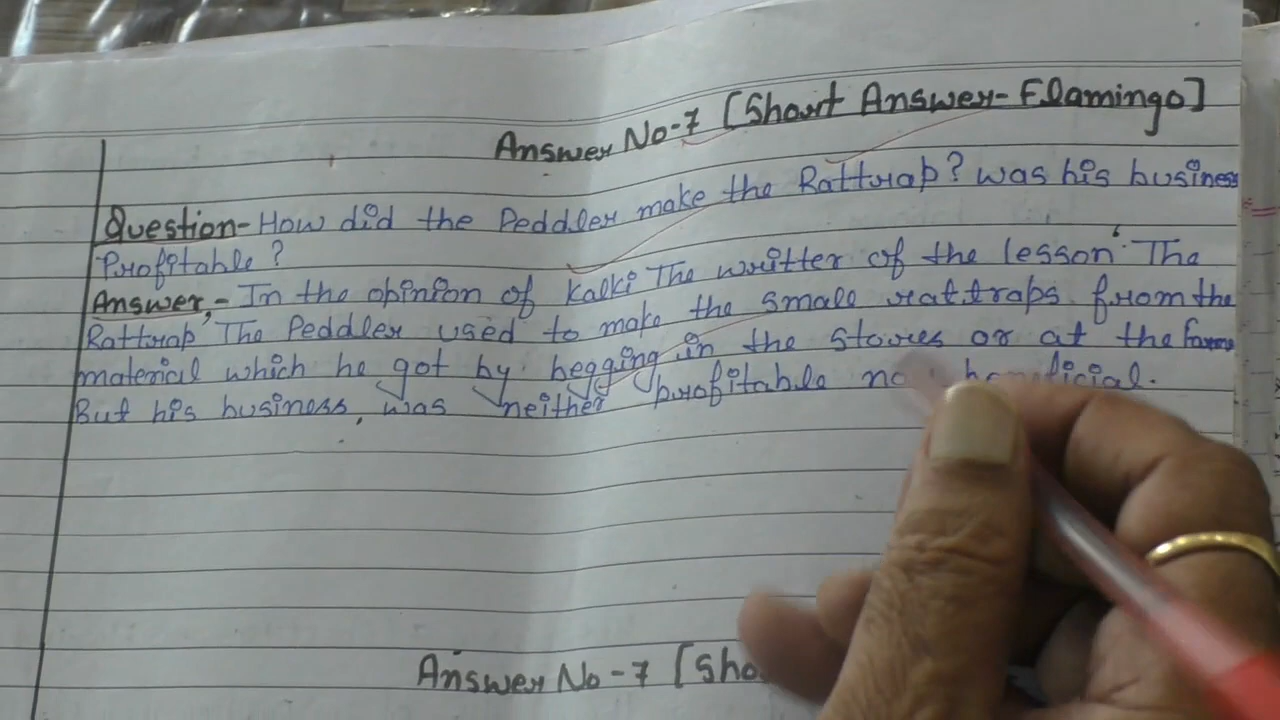 Answer No-7 [Short Answer- Flamingo]
Question- How did the Peddler make the Rattrap? was his business
Profitable?
Answer,- In the opinion of Kalki The writter of the lesson ‘ The
Rattrap’ The Peddler used to make the small rattraps from the
material which he got by begging in the stores or at the farms
But his business, was neither profitable beneficial.
Answer No-7 [Sho